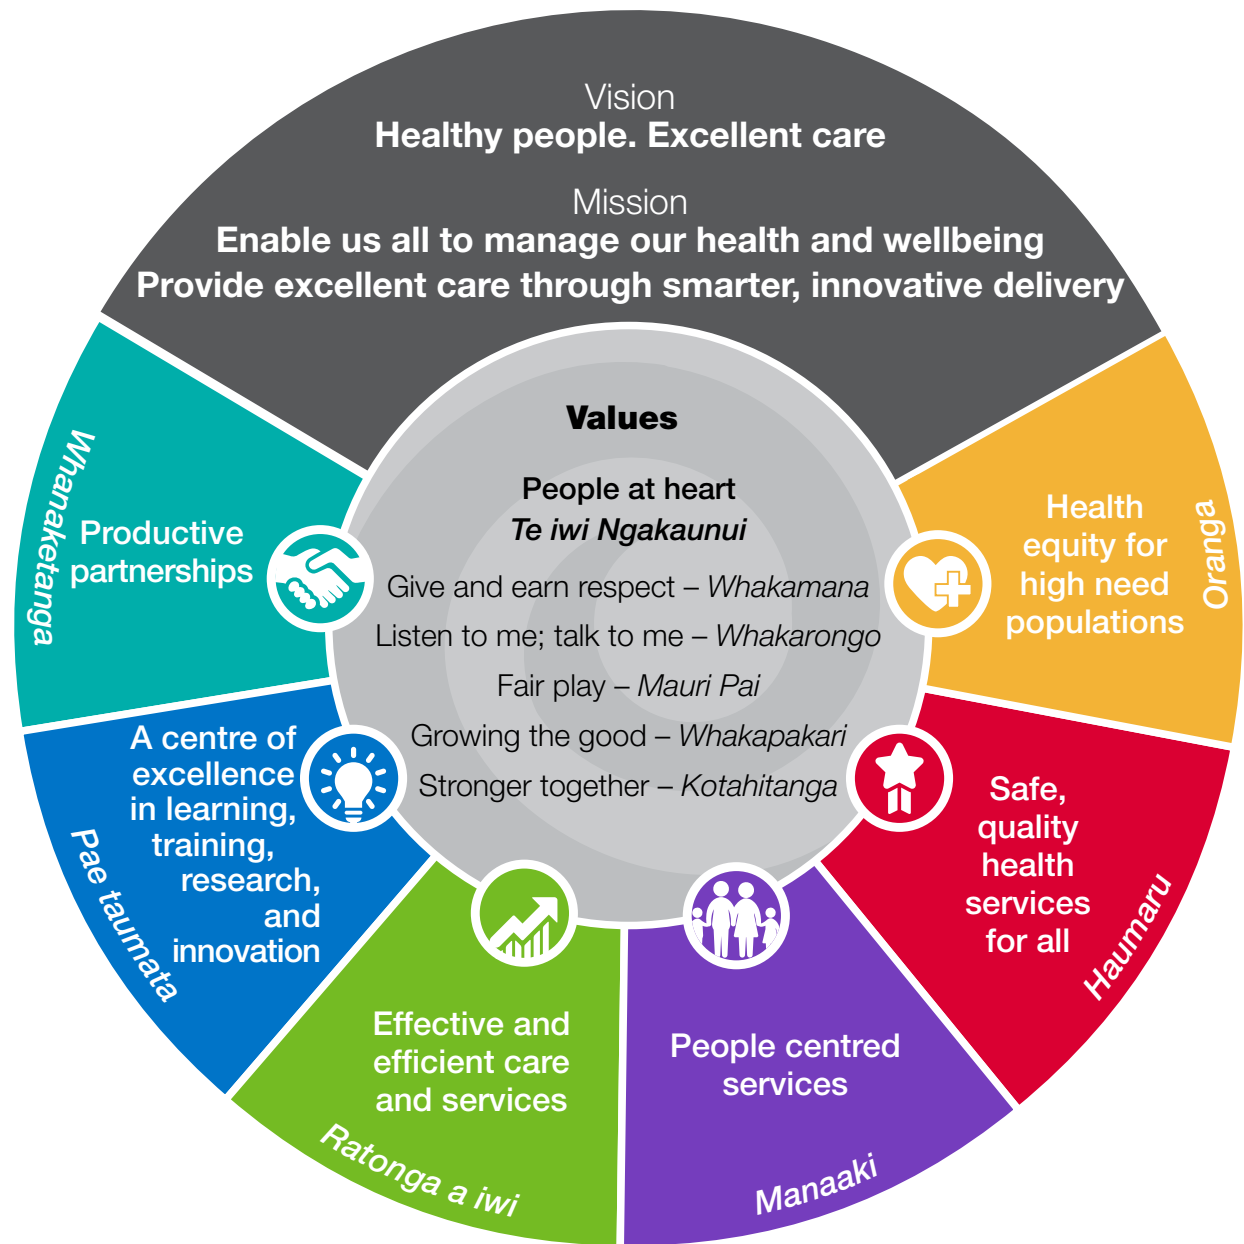 Vision
Healthy people. Excellent care
Mission
Enable us all to manage our health and wellbeing
Provide excellent care through smarter, innovative delivery
Values
People at heart
Te iwi Ngakaunui
Give and earn respect – Whakamana
Listen to me; talk to me – Whakarongo
Fair play – Mauri Pai
Growing the good – Whakapakari
Stronger together – Kotahitanga
Health
equity for
high need
populations
Oranga
Safe,
quality
health
services
for all
Haumaru
People centred
services
Manaaki
Effective and
efficient care
and services
Ratonga a iwi
A centre of
excellence
in learning,
training,
research,
and
innovation
Pae taumata
Productive
partnerships
Whanaketanga